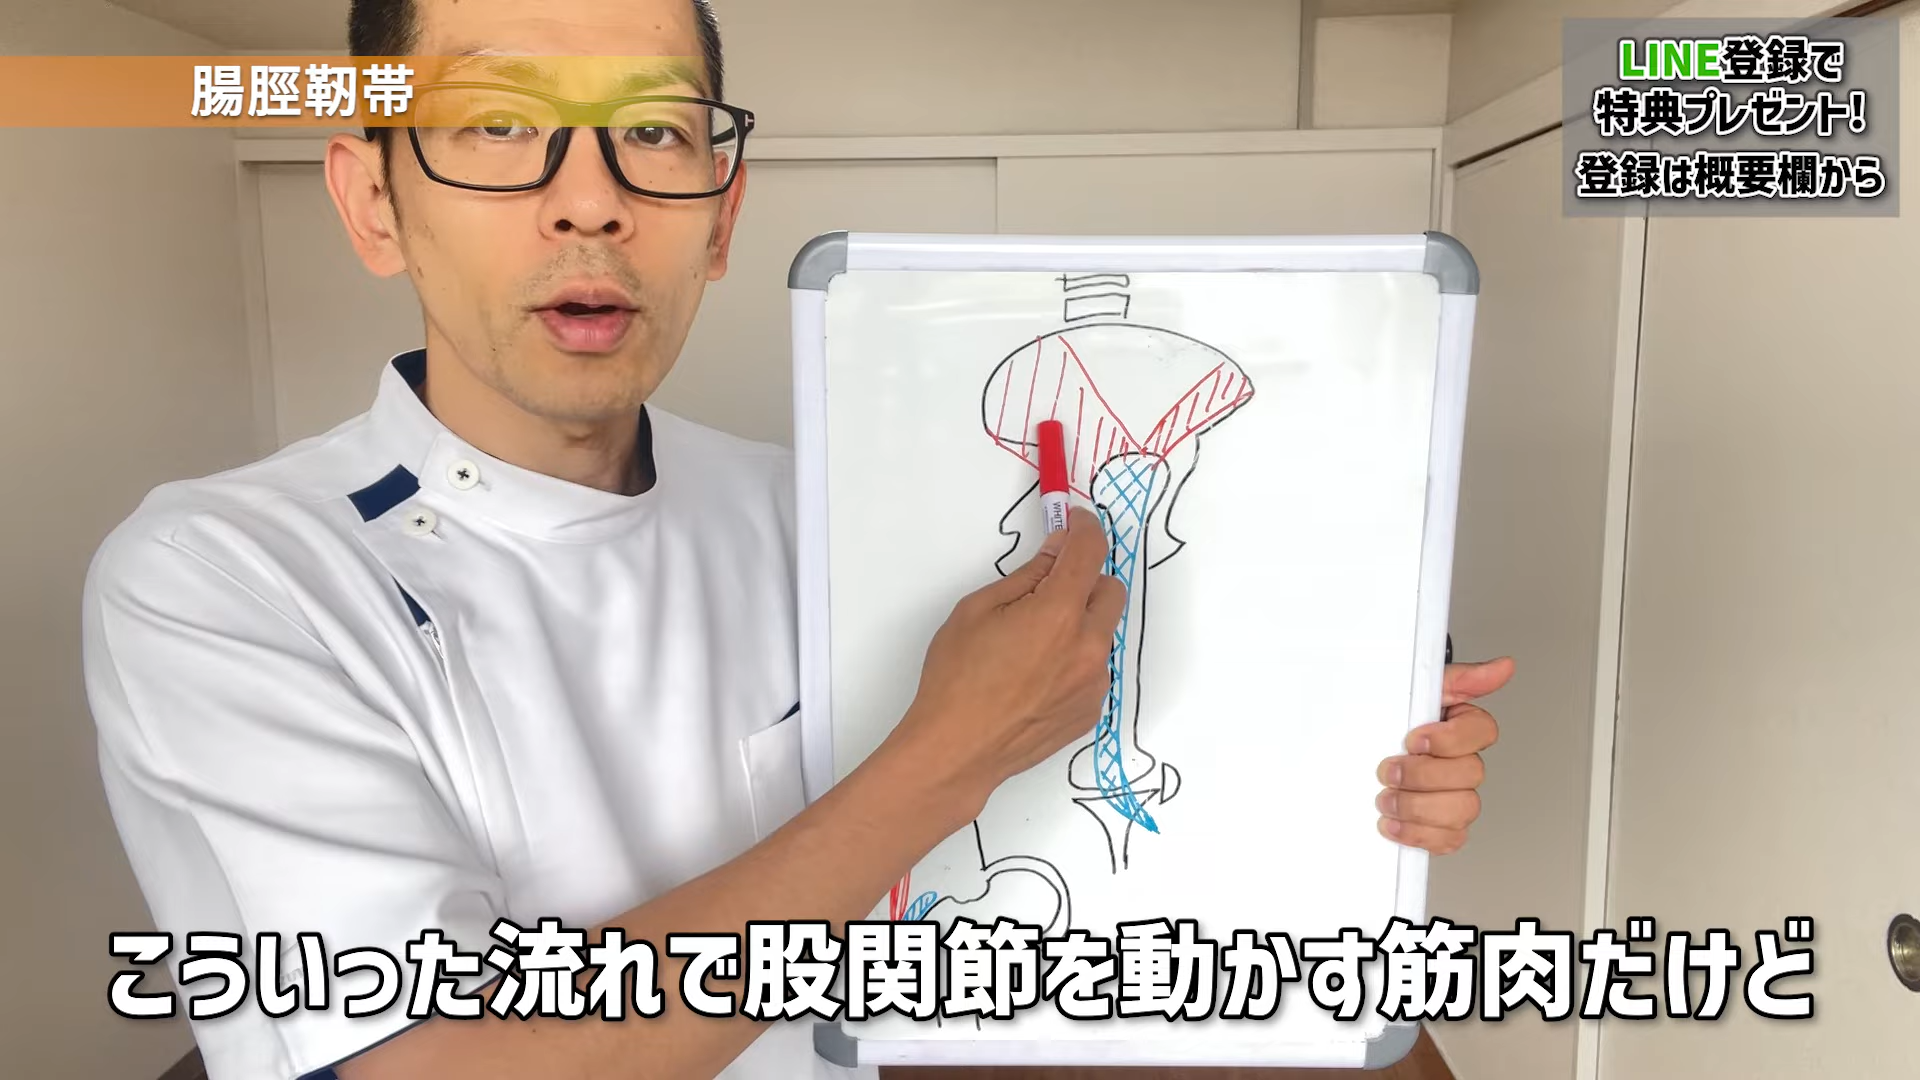 腸脛靭帯
LINE登録で
特典プレゼント!
登録は概要欄から
WHITE
こういった流れで股関節を動かす筋肉だけど